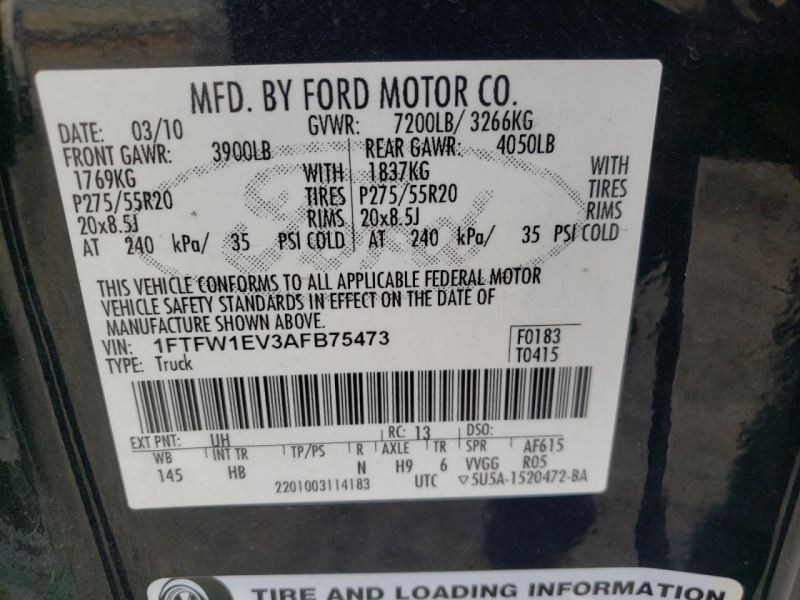 MFD. BY FORD MOTOR CO.
DATE: 03/10 GVWR: 7200LB/ 3266KG
FRONT GAWR: 3900LB REAR GAWR: 4050LB
1769KG WITH 1837KG WITH
P275/55R20 TIRES P275/55R20 TIRES
20x8.5J RIMS 20x8.5J RIMS
AT 240 kPa/ 35 PSI COLD AT 240 kPa/ 35 PSI COLD
Ford
THIS VEHICLE CONFORMS TO ALL APPLICABLE FEDERAL MOTOR
VEHICLE SAFETY STANDARDS IN EFFECT ON THE DATE OF
MANUFACTURE SHOWN ABOVE.
VIN: 1FTFW1EV3AFB75473 F0183
TYPE: Truck T0415
EXT PNT: UH RC: 13 DSO:
WB INT TR TP/PS R AXLE TR SPR AF615
145 HB N H9 6 VVGG R05
2201003114183 UTC ▽5U5A-1520472-BA
TIRE AND LOADING INFORMATION